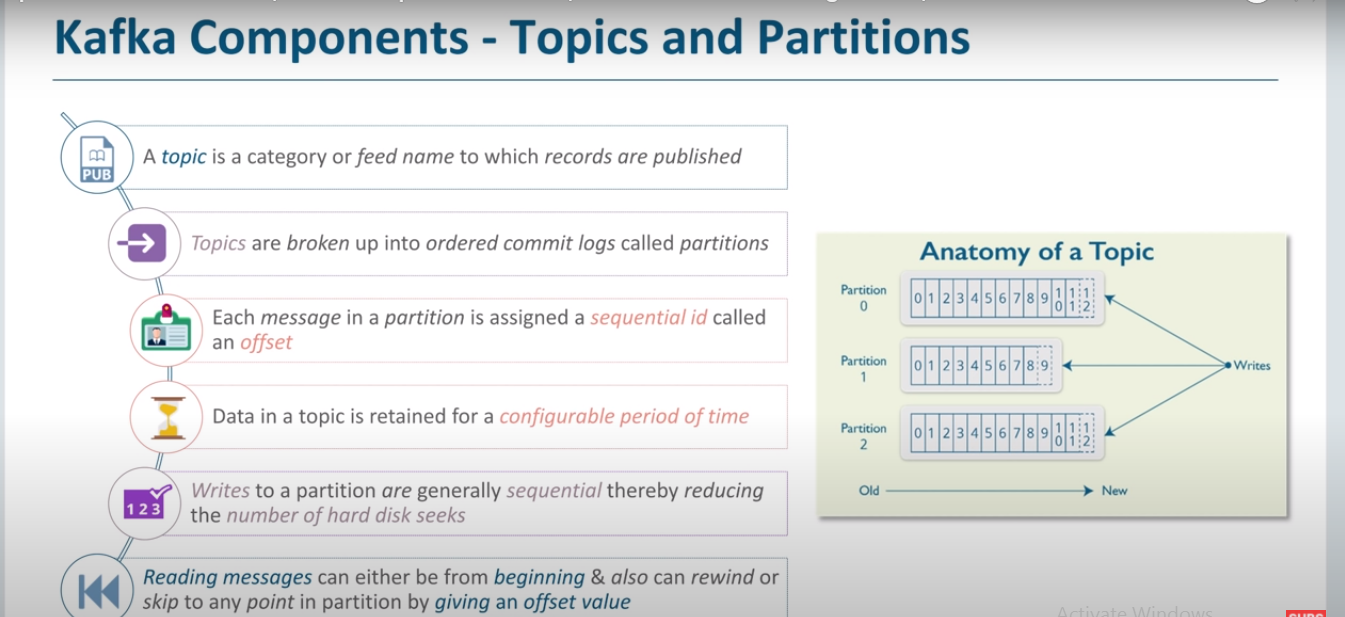 Kafka Components - Topics and Partitions
PUB
A topic is a category or feed name to which records are published
Topics are broken up into ordered commit logs called partitions
Each message in a partition is assigned a sequential id called
an offset
Data in a topic is retained for a configurable period of time
1 2 3
Writes to a partition are generally sequential thereby reducing
the number of hard disk seeks
Reading messages can either be from beginning & also can rewind or
skip to any point in partition by giving an offset value
Anatomy of a Topic
Partition
0
0 1 2 3 4 5 6 7 8 9 10 11 12
Partition
1
0 1 2 3 4 5 6 7 8 9
Writes
Partition
2
0 1 2 3 4 5 6 7 8 9 10 11 12
Old
New
Activate Windows